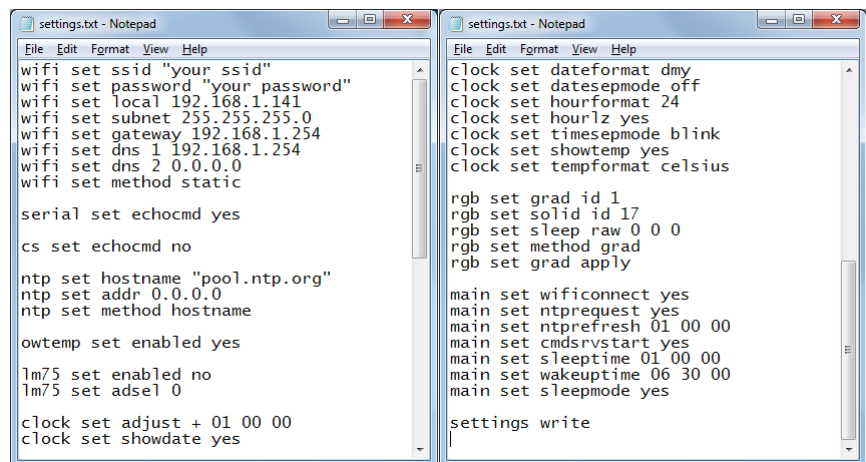 settings.txt - Notepad
File Edit Format View Help
wifi set ssid "your ssid"
wifi set password "your password"
wifi set local 192.168.1.141
wifi set subnet 255.255.255.0
wifi set gateway 192.168.1.254
wifi set dns 1 192.168.1.254
wifi set dns 2 0.0.0.0
wifi set method static
serial set echocmd yes
cs set echocmd no
ntp set hostname "pool.ntp.org"
ntp set addr 0.0.0.0
ntp set method hostname
owtemp set enabled yes
lm75 set enabled no
lm75 set adsel 0
clock set adjust + 01 00 00
clock set showdate yes
settings.txt - Notepad
File Edit Format View Help
clock set dateformat dmy
clock set datesepmode off
clock set hourformat 24
clock set hourlz yes
clock set timesepmode blink
clock set showtemp yes
clock set tempformat celsius
rgb set grad id 1
rgb set solid id 17
rgb set sleep raw 0 0 0
rgb set method grad
rgb set grad apply
main set wificonnect yes
main set ntprequest yes
main set ntprefresh 01 00 00
main set cmdsrvstart yes
main set sleeptime 01 00 00
main set wakeuptime 06 30 00
main set sleepmode yes
settings write